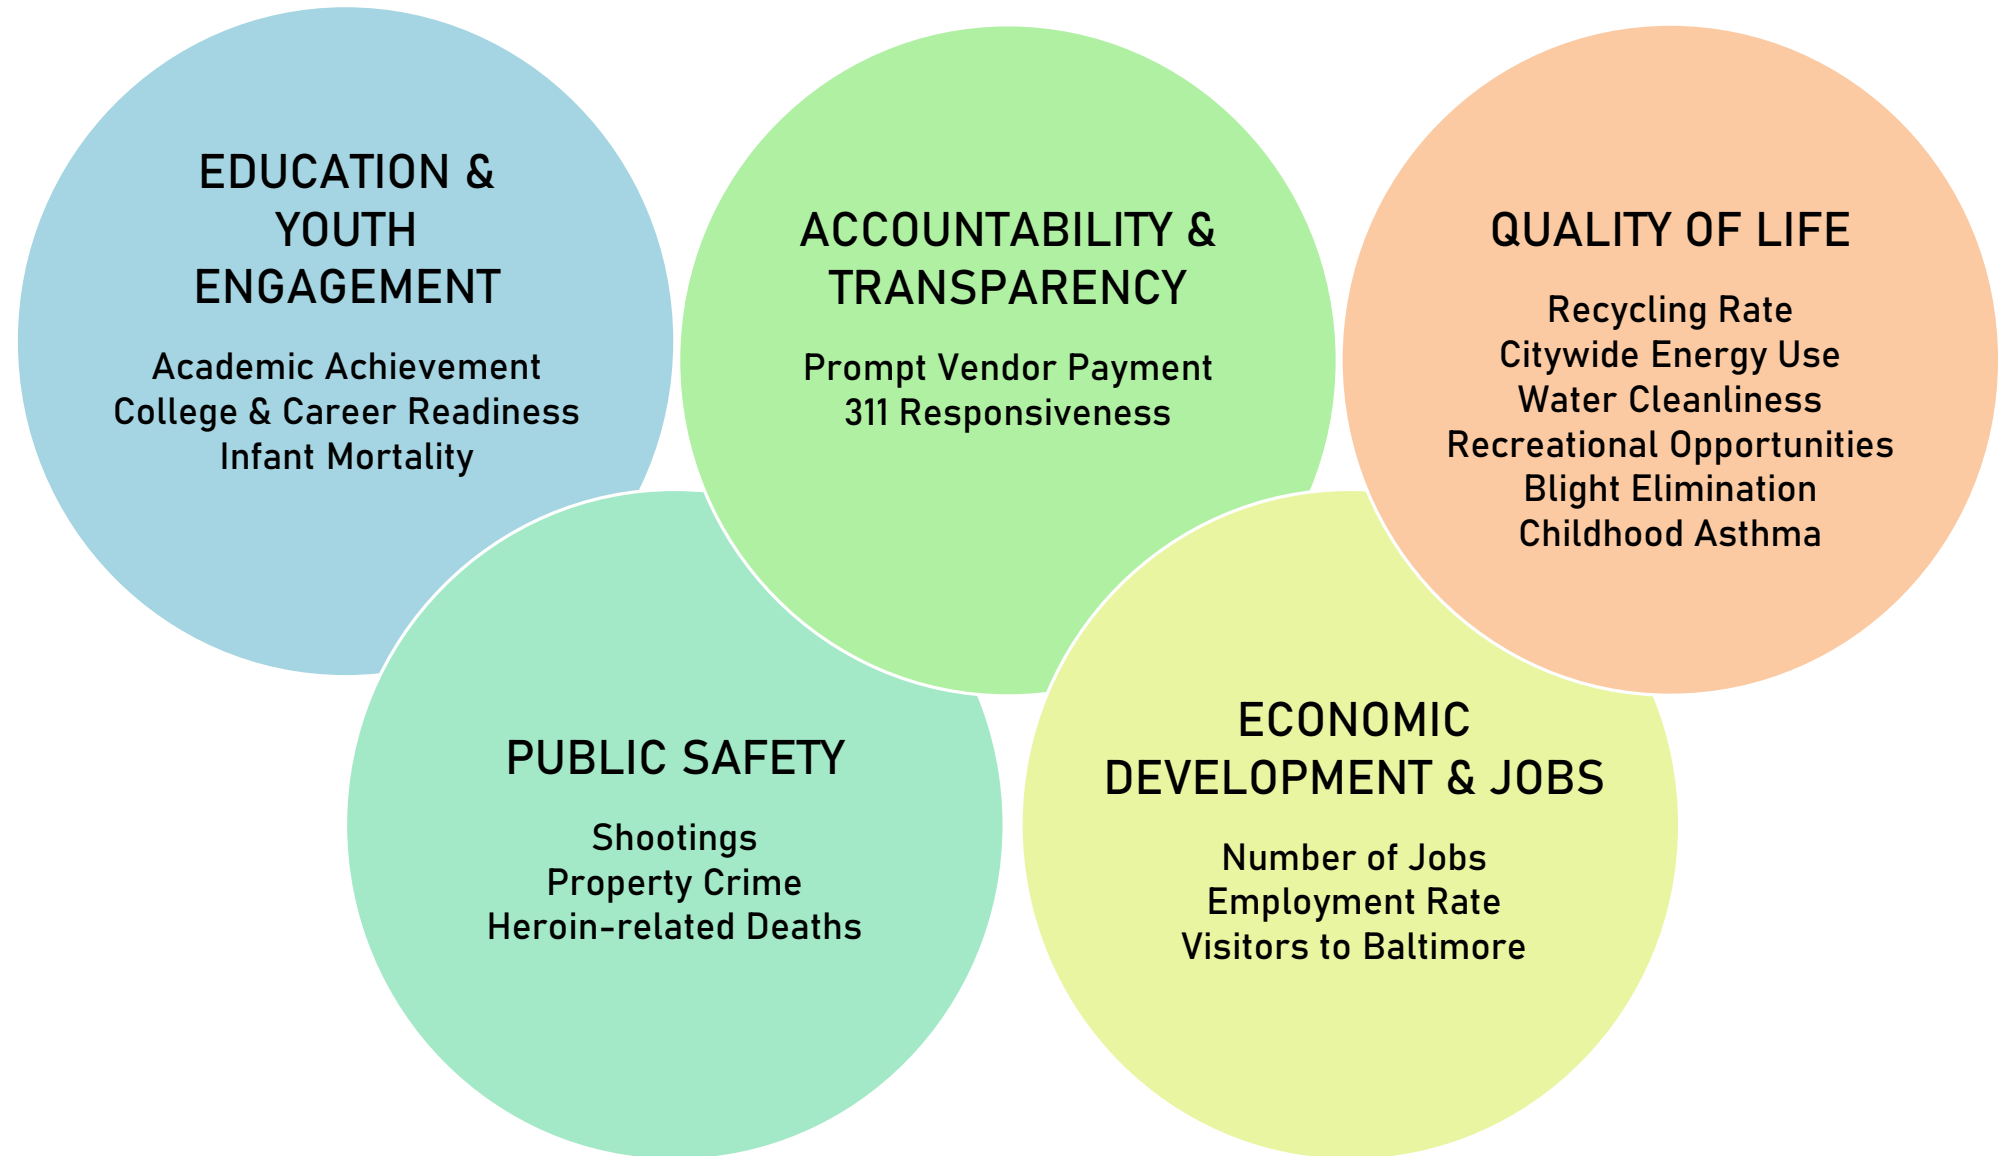 EDUCATION &
YOUTH
ENGAGEMENT
Academic Achievement
College & Career Readiness
Infant Mortality
ACCOUNTABILITY &
TRANSPARENCY
Prompt Vendor Payment
311 Responsiveness
QUALITY OF LIFE
Recycling Rate
Citywide Energy Use
Water Cleanliness
Recreational Opportunities
Blight Elimination
Childhood Asthma
PUBLIC SAFETY
Shootings
Property Crime
Heroin-related Deaths
ECONOMIC
DEVELOPMENT & JOBS
Number of Jobs
Employment Rate
Visitors to Baltimore